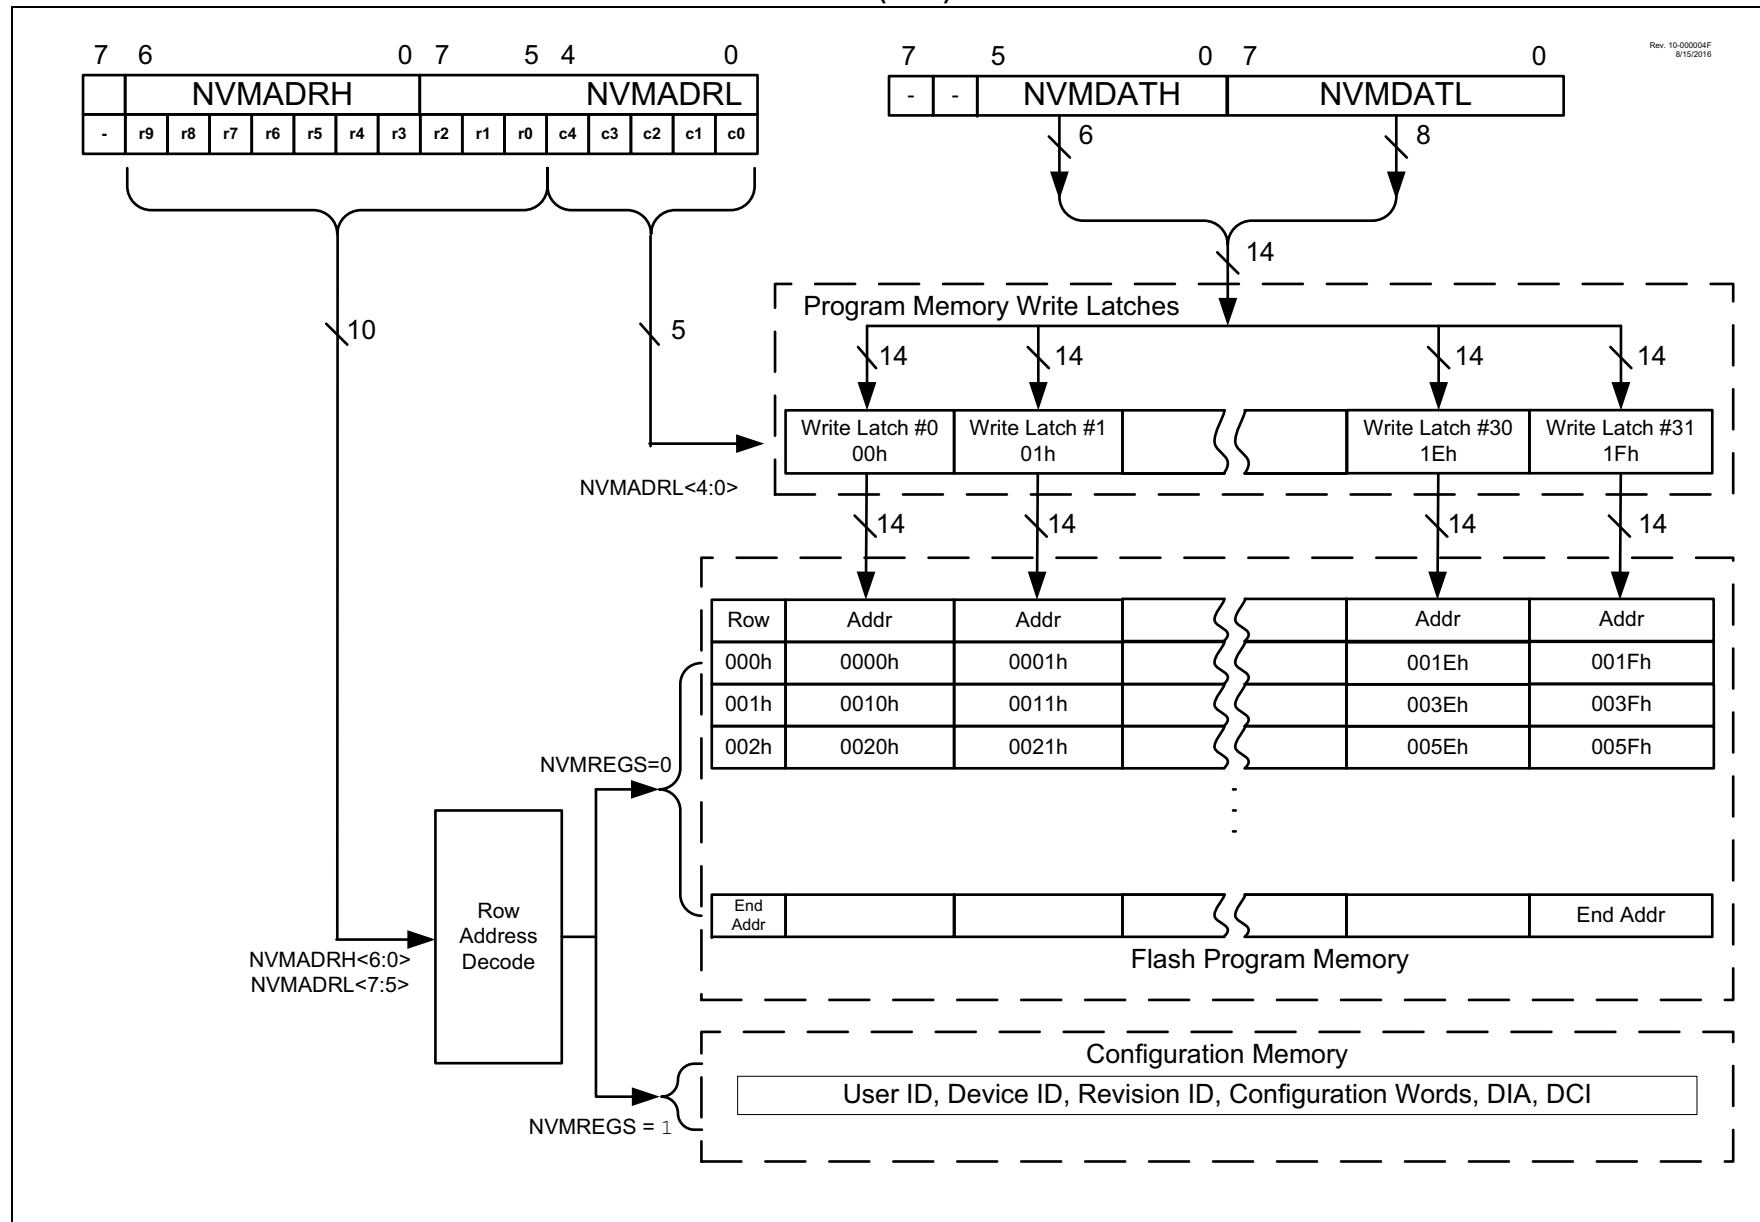 Rev. 10-000004F
8/15/2016
7 6 0 7 5 4 0
7 5 0 7 0
NVMADRH NVMADRL
- - NVMDATH NVMDATL
- r9 r8 r7 r6 r5 r4 r3 r2 r1 r0 c4 c3 c2 c1 c0
6 8
14
10 5
Program Memory Write Latches
14 14 14 14
Write Latch #0 Write Latch #1 Write Latch #30 Write Latch #31
00h 01h 1Eh 1Fh
NVMADRL<4:0>
14 14 14 14
Row Addr Addr Addr Addr
000h 0000h 0001h 001Eh 001Fh
001h 0010h 0011h 003Eh 003Fh
002h 0020h 0021h 005Eh 005Fh
NVMREGS=0
End
Addr
End Addr
Row
Address
Decode
NVMADRH<6:0>
NVMADRL<7:5>
Flash Program Memory
Configuration Memory
User ID, Device ID, Revision ID, Configuration Words, DIA, DCI
NVMREGS = 1